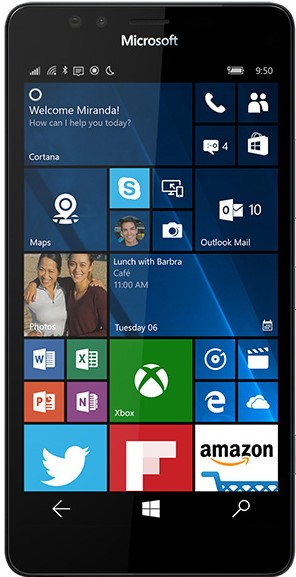 Microsoft
9:50
Welcome Miranda!
How can I help you today?
Cortana
4
Maps
S
10
Outlook Mail
Photos
Lunch with Barbra
Café
11:00 AM
Tuesday 06
W
X
P
N
Xbox
e
amazon